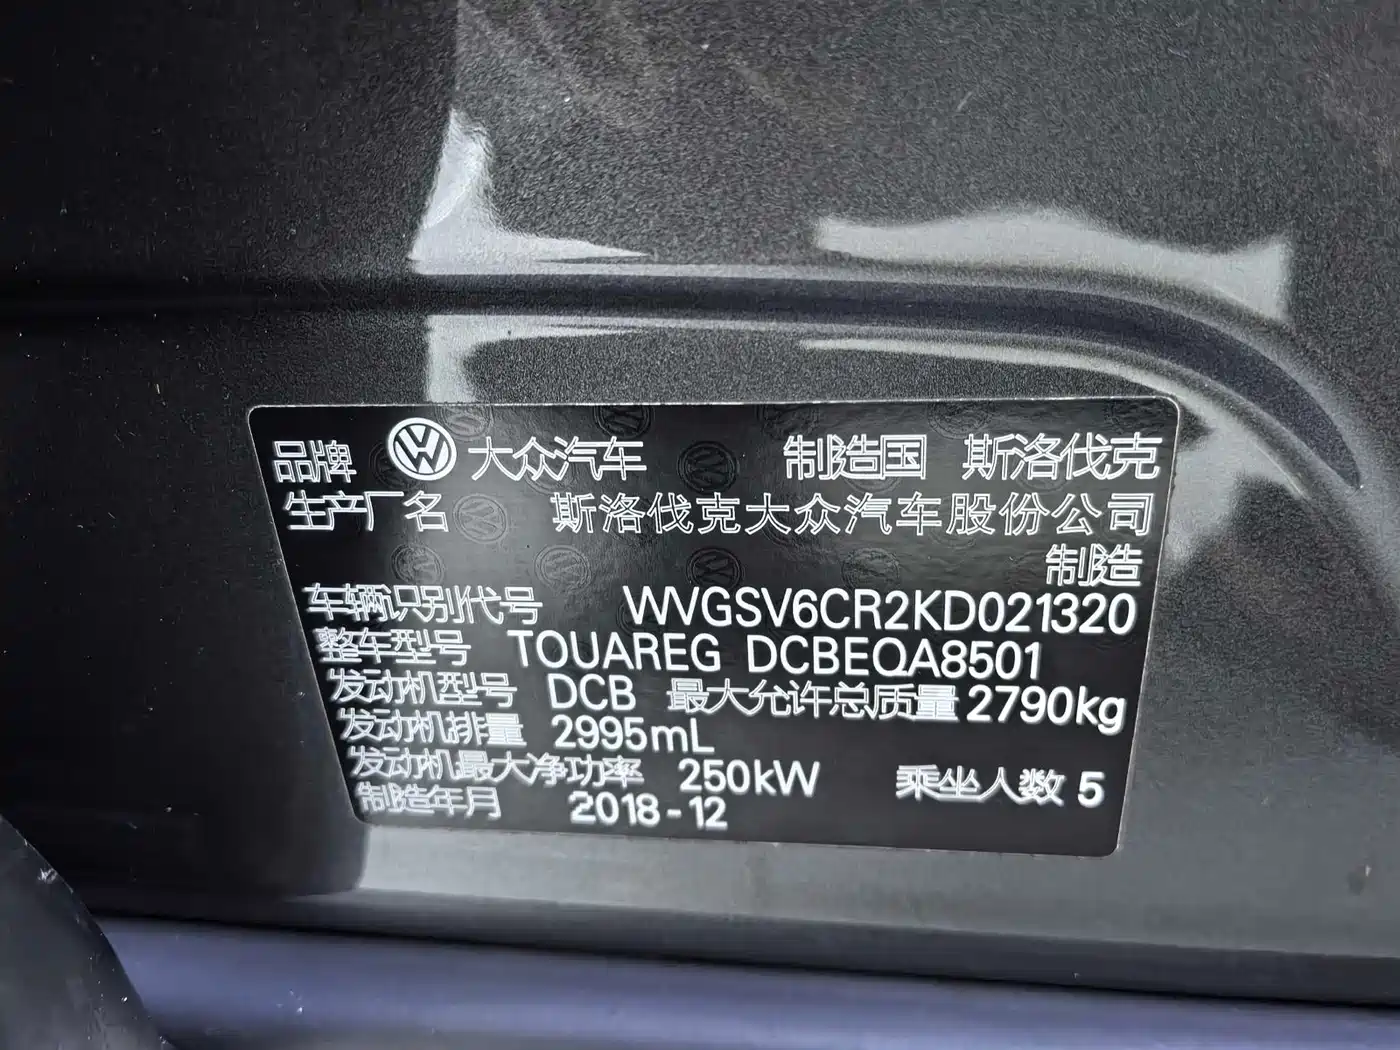 品牌 大众汽车 制造国 斯洛伐克
生产厂名 斯洛伐克大众汽车股份公司
制造
车辆识别代号 WVGSV6CR2KD021320
整车型号 TOUAREG DCBEQA8501
发动机型号 DCB 最大允许总质量 2790kg
发动机排量 2995mL
发动机最大净功率 250kW 乘坐人数 5
制造年月 2018-12